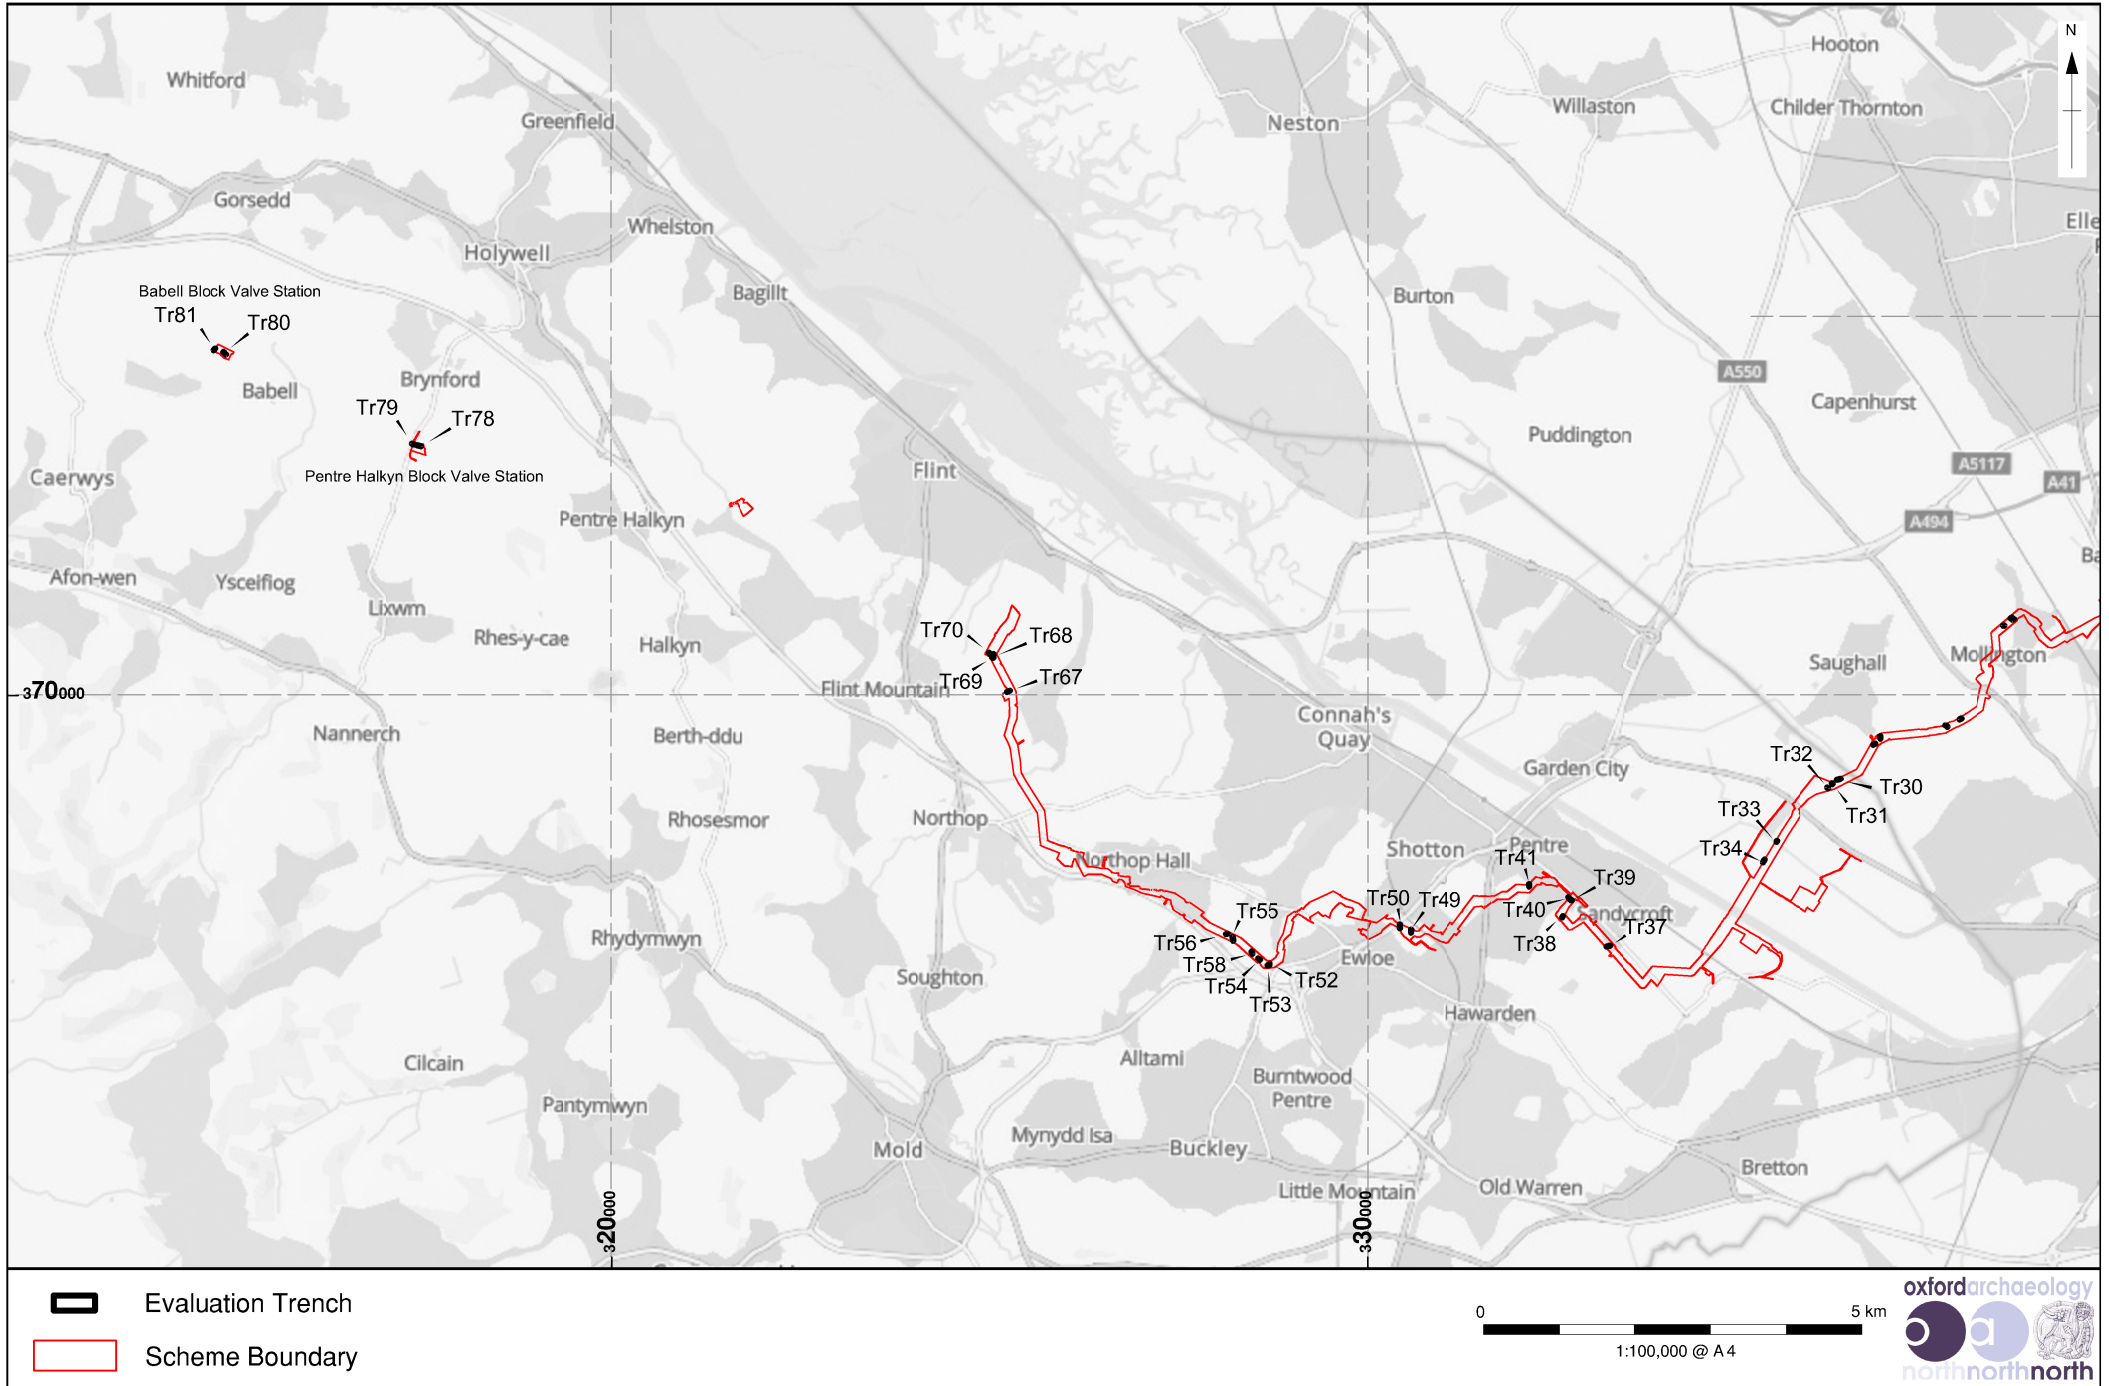 N
Hooton
Whitford
Willaston
Childer Thornton
Greenfield
Neston
Gorsedd
Whelston
Elle
Holywell
Babell Block Valve Station
Bagillt
Burton
Tr81
Tr80
A550
Brynford
Babell
Capenhurst
Tr79
Tr78
Puddington
Flint
A5117
Caerwys
Pentre Halkyn Block Valve Station
A41
Pentre Halkyn
A494
Ba
Afon-wen
Ysceifiog
Lixwm
Rhes-y-cae
Halkyn
Tr70
Tr68
Saughall
Mollington
Tr69
Tr67
370000
Flint Mountain
Connah's
Quay
Nannerch
Berth-ddu
Tr32
Garden City
Tr30
Tr33
Tr31
Rhosesmor
Northop
Shotton
Pentre
Tr34
Northop Hall
Tr41
Tr39
Tr50
Tr49
Tr40
Sandycroft
Tr55
Tr37
Rhydymwyn
Tr56
Tr38
Ewloe
Tr58
Soughton
Tr54
Tr52
Tr53
Hawarden
Cilcain
Alltami
Burntwood
Pentre
Pantymwyn
Mynydd Isa
Mold
Buckley
Bretton
Little Mountain
Old Warren
320000
330000
Evaluation Trench
Scheme Boundary
0
5 km
1:100,000 @ A4
oxfordarchaeology
o a
northnorthnorth